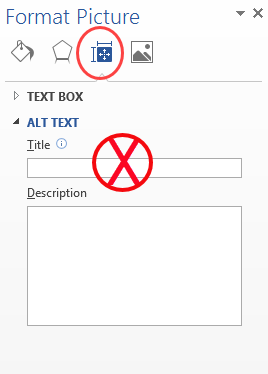 Format Picture
TEXT BOX
ALT TEXT
Title
Description